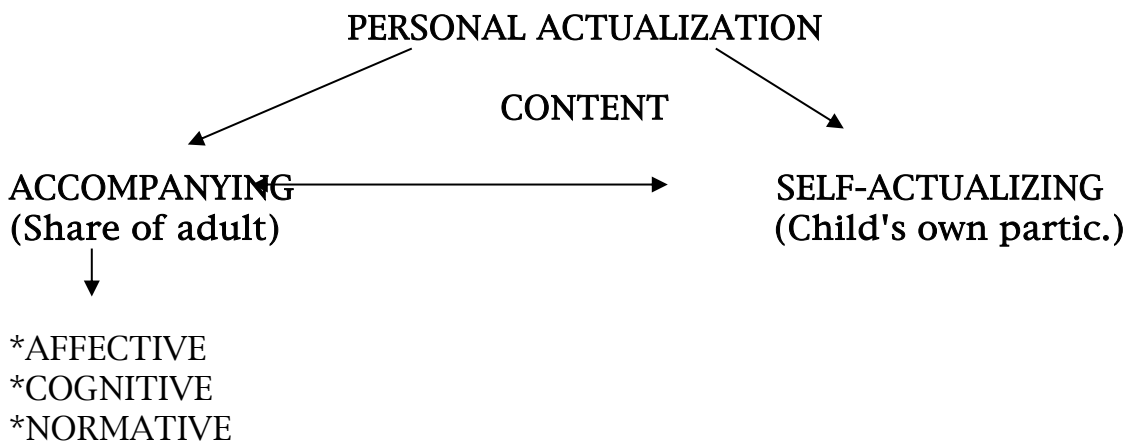 PERSONAL ACTUALIZATION
CONTENT
ACCOMPANYING
SELF-ACTUALIZING
(Share of adult)
(Child's own partic.)
*AFFECTIVE
*COGNITIVE
*NORMATIVE